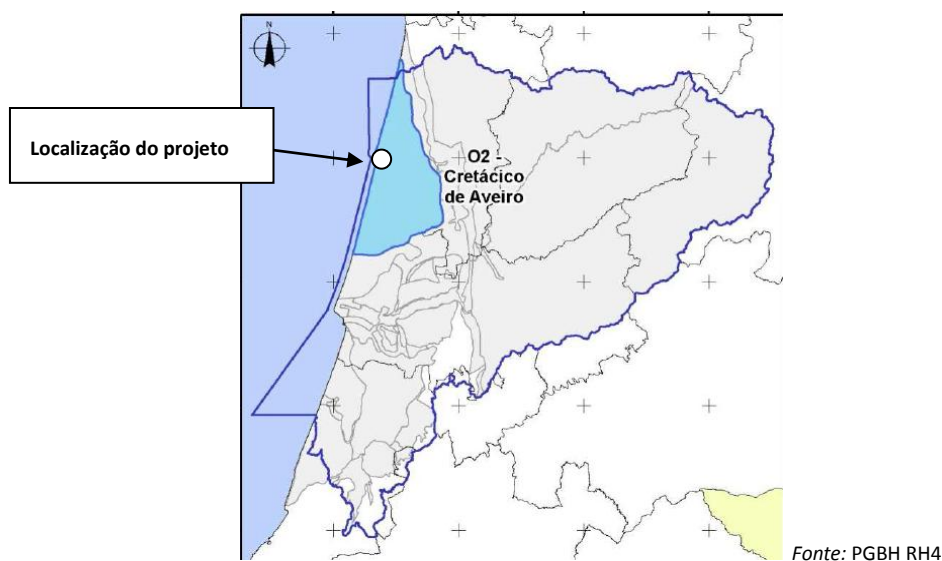 N
Localização do projeto
O2 -
Cretácico
de Aveiro
Fonte: PGBH RH4